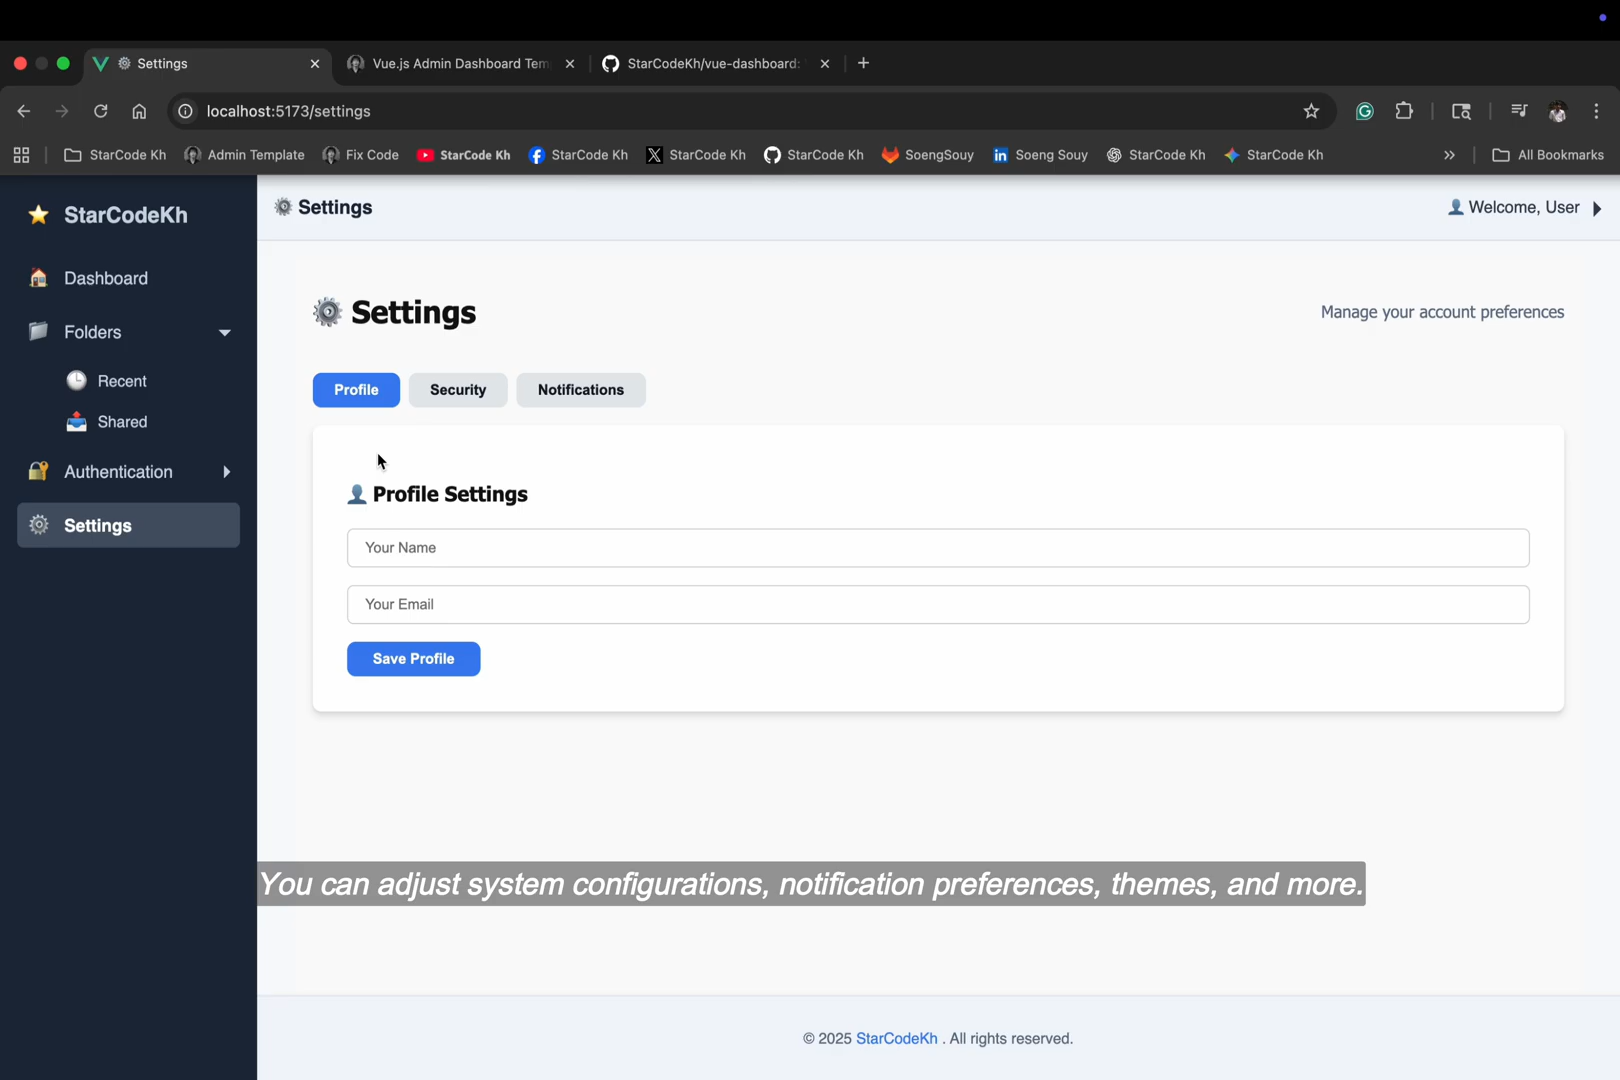 Settings
Vue.js Admin Dashboard Tem
StarCodeKh/vue-dashboard:
localhost:5173/settings
StarCode Kh
Admin Template
Fix Code
StarCode Kh
StarCode Kh
StarCode Kh
StarCode Kh
SoengSouy
Soeng Souy
StarCode Kh
StarCode Kh
All Bookmarks
StarCodeKh
Settings
Welcome, User
Dashboard
Folders
Recent
Shared
Authentication
Settings
Settings
Manage your account preferences
Profile
Security
Notifications
Profile Settings
Your Name
Your Email
Save Profile
You can adjust system configurations, notification preferences, themes, and more.
© 2025 StarCodeKh . All rights reserved.